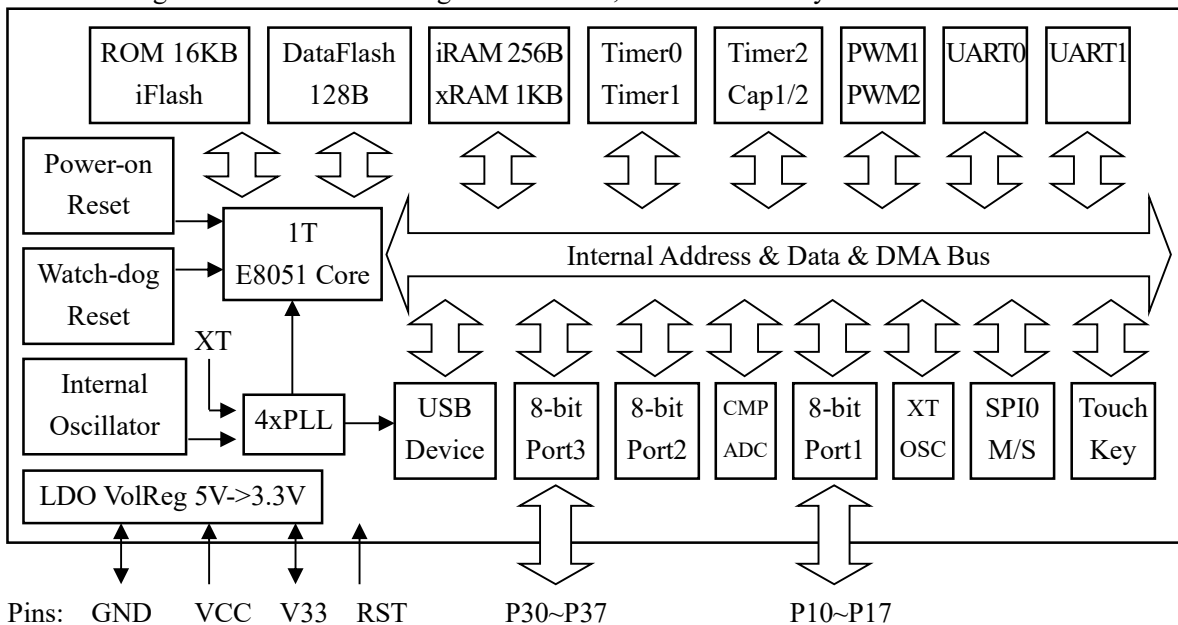 ROM 16KB
iFlash
DataFlash
128B
iRAM 256B
xRAM 1KB
Timer0
Timer1
Timer2
Cap1/2
PWM1
PWM2
UART0
UART1
Power-on
Reset
1T
E8051 Core
Internal Address & Data & DMA Bus
Watch-dog
Reset
XT
Internal
Oscillator
4xPLL
USB
Device
8-bit
Port3
8-bit
Port2
CMP
ADC
8-bit
Port1
XT
OSC
SPI0
M/S
Touch
Key
LDO VolReg 5V->3.3V
Pins: GND VCC V33 RST P30~P37 P10~P17